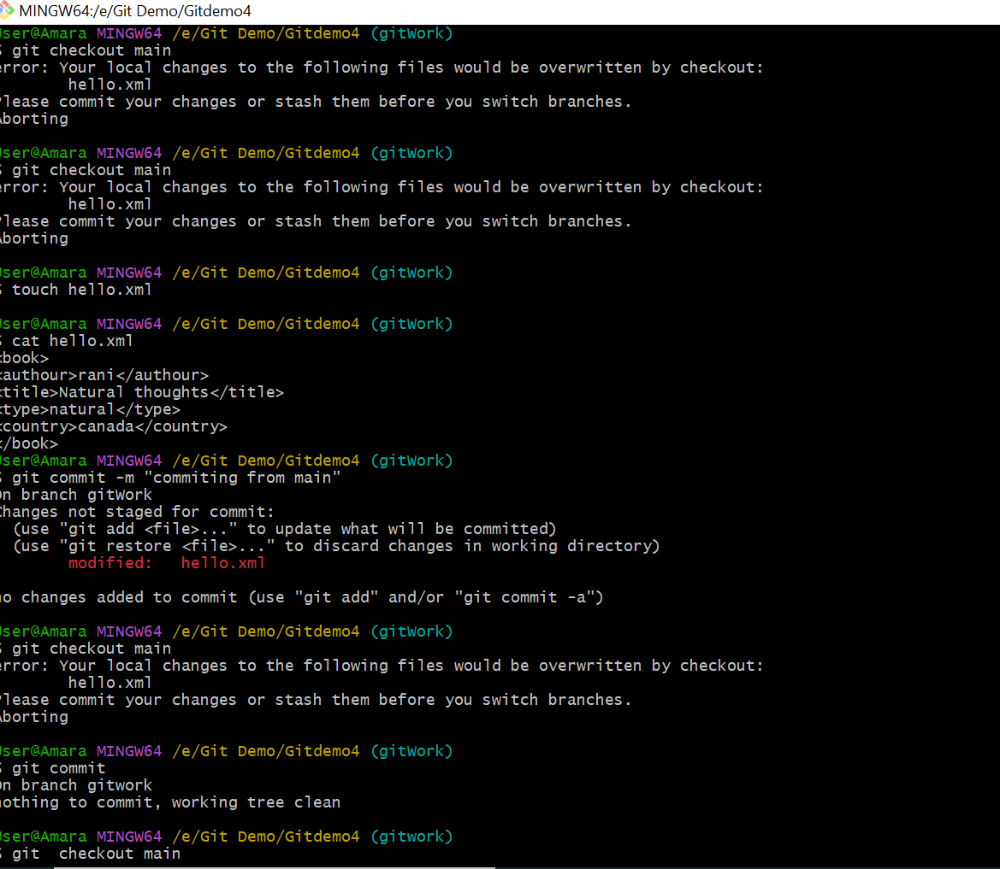 MINGW64:/e/Git Demo/Gitdemo4
User@Amara MINGW64 /e/Git Demo/Gitdemo4 (gitWork)
$ git checkout main
error: Your local changes to the following files would be overwritten by checkout:
hello.xml
Please commit your changes or stash them before you switch branches.
Aborting
User@Amara MINGW64 /e/Git Demo/Gitdemo4 (gitWork)
$ git checkout main
error: Your local changes to the following files would be overwritten by checkout:
hello.xml
Please commit your changes or stash them before you switch branches.
Aborting
User@Amara MINGW64 /e/Git Demo/Gitdemo4 (gitWork)
$ touch hello.xml
User@Amara MINGW64 /e/Git Demo/Gitdemo4 (gitWork)
$ cat hello.xml
<book>
<authour>rani</authour>
<title>Natural thoughts</title>
<type>natural</type>
<country>canada</country>
</book>
User@Amara MINGW64 /e/Git Demo/Gitdemo4 (gitWork)
$ git commit -m "commiting from main"
On branch gitWork
Changes not staged for commit:
(use "git add <file>..." to update what will be committed)
(use "git restore <file>..." to discard changes in working directory)
modified: hello.xml
no changes added to commit (use "git add" and/or "git commit -a")
User@Amara MINGW64 /e/Git Demo/Gitdemo4 (gitWork)
$ git checkout main
error: Your local changes to the following files would be overwritten by checkout:
hello.xml
Please commit your changes or stash them before you switch branches.
Aborting
User@Amara MINGW64 /e/Git Demo/Gitdemo4 (gitWork)
$ git commit
On branch gitwork
nothing to commit, working tree clean
User@Amara MINGW64 /e/Git Demo/Gitdemo4 (gitwork)
$ git  checkout main